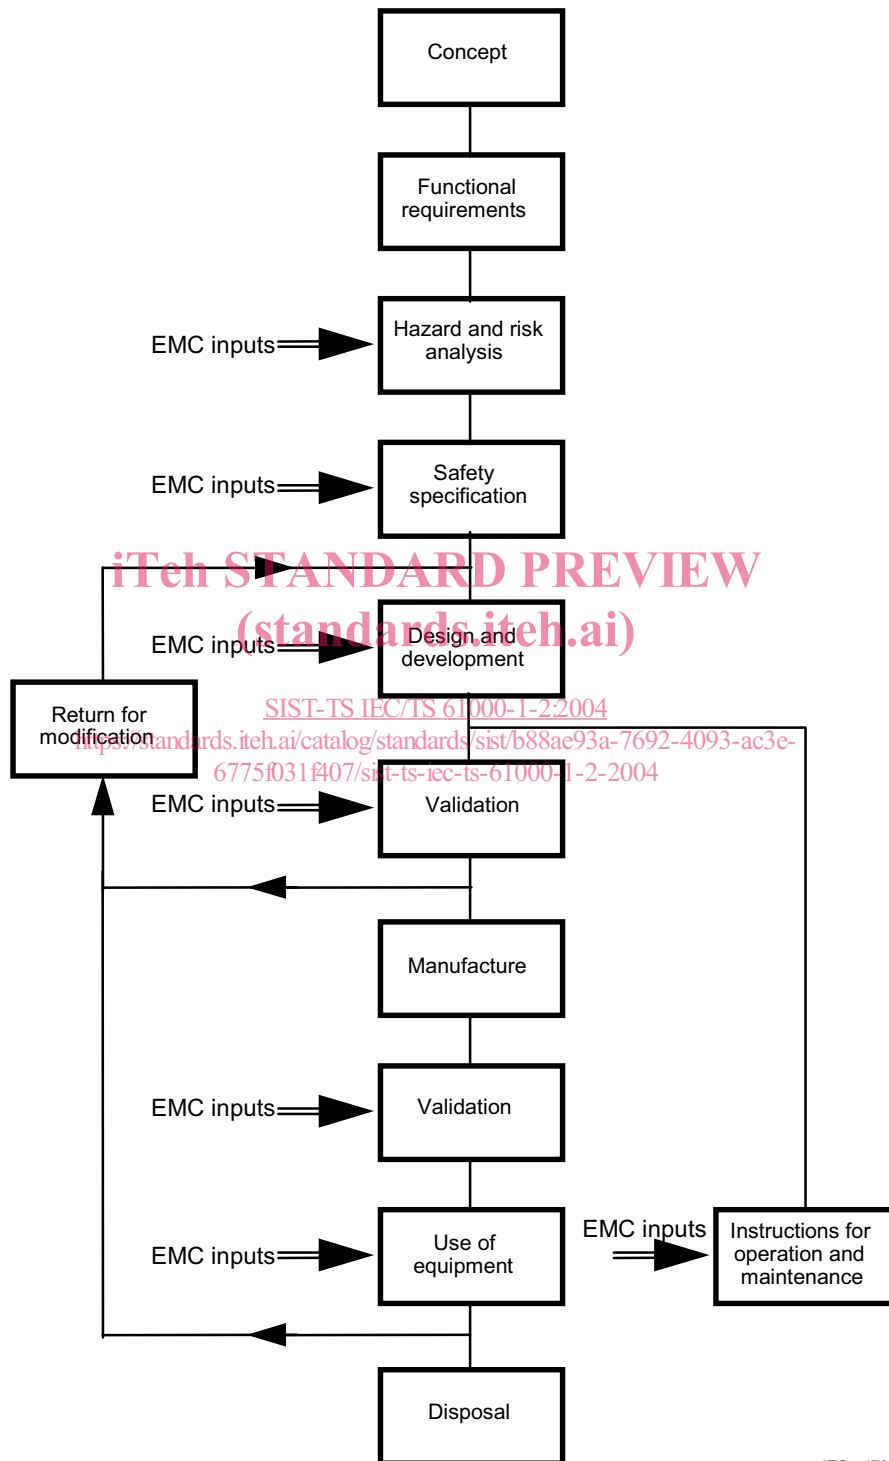 Concept
Functional
requirements
EMC inputs
Hazard and risk
analysis
EMC inputs
Safety
specification
iTeh STANDARD PREVIEW
(standards.iteh.ai)
EMC inputs
Design and
development
Return for
modification
SIST-TS IEC/TS 61000-1-2:2004
https://standards.iteh.ai/catalog/standards/sist/b88ae93a-7692-4093-ac3e-
6775f031f407/sist-ts-iec-ts-61000-1-2-2004
EMC inputs
Validation
Manufacture
EMC inputs
Validation
EMC inputs
Use of
equipment
EMC inputs
Instructions for
operation and
maintenance
Disposal